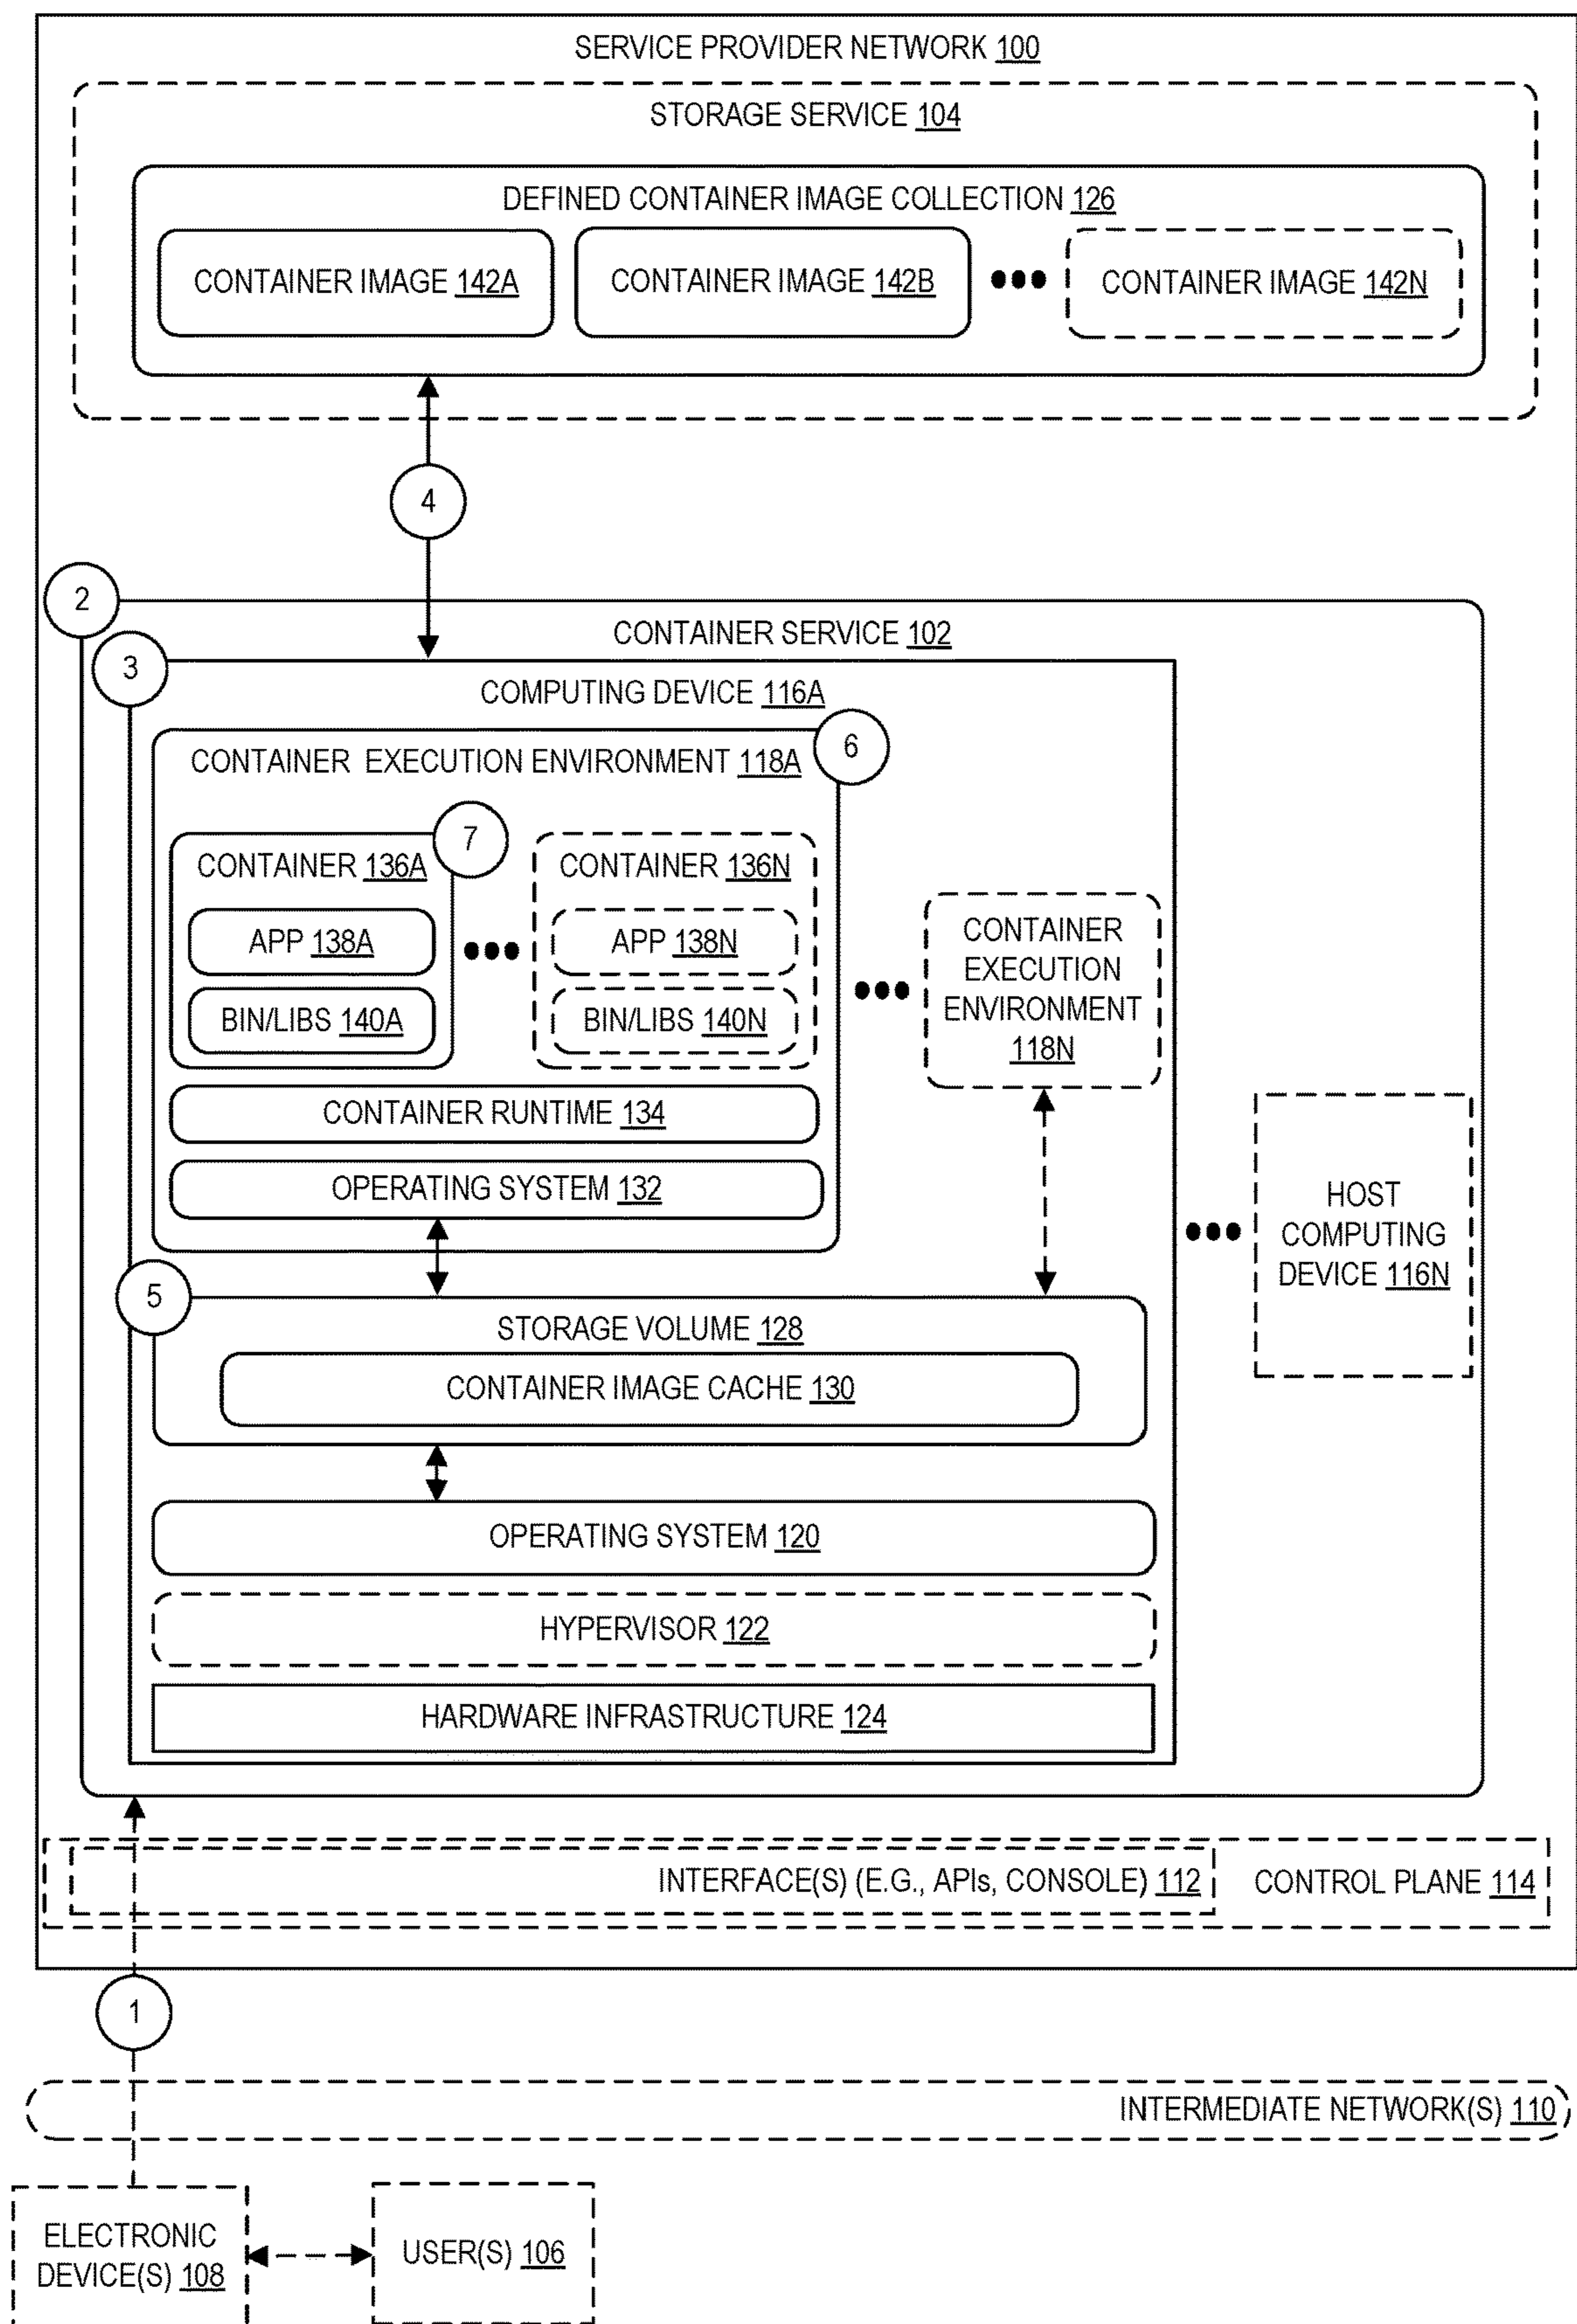 SERVICE PROVIDER NETWORK 100
STORAGE SERVICE 104
DEFINED CONTAINER IMAGE COLLECTION 126
CONTAINER IMAGE 142A
CONTAINER IMAGE 142B
CONTAINER IMAGE 142N
4
2
CONTAINER SERVICE 102
3
COMPUTING DEVICE 116A
6
CONTAINER EXECUTION ENVIRONMENT 118A
7
CONTAINER 136A
APP 138A
BIN/LIBS 140A
CONTAINER 136N
APP 138N
BIN/LIBS 140N
CONTAINER
EXECUTION
ENVIRONMENT
118N
CONTAINER RUNTIME 134
OPERATING SYSTEM 132
HOST
COMPUTING
DEVICE 116N
5
STORAGE VOLUME 128
CONTAINER IMAGE CACHE 130
OPERATING SYSTEM 120
HYPERVISOR 122
HARDWARE INFRASTRUCTURE 124
INTERFACE(S) (E.G., APIs, CONSOLE) 112
CONTROL PLANE 114
1
INTERMEDIATE NETWORK(S) 110
ELECTRONIC
DEVICE(S) 108
USER(S) 106